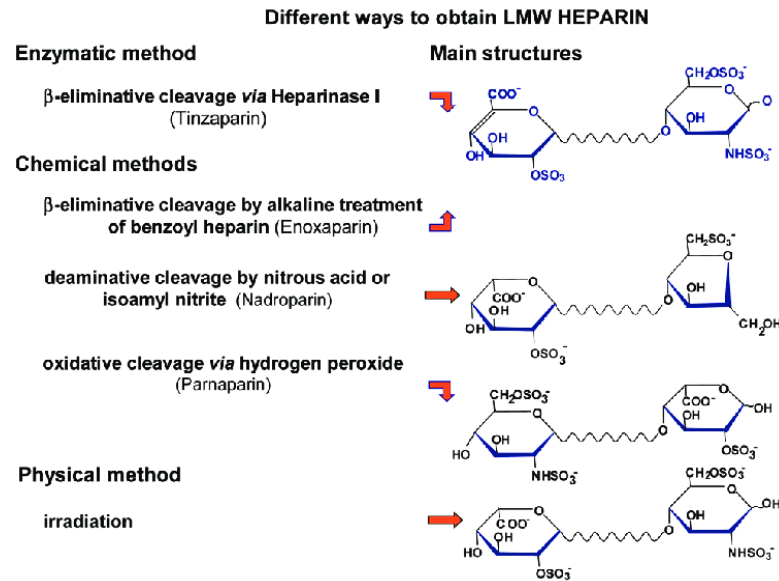 Different ways to obtain LMW HEPARIN
Enzymatic method
Main structures
β-eliminative cleavage via Heparinase I
(Tinzaparin)
COO⁻
O
OH
OH
OSO₃⁻
CH₂OSO₃⁻
O
O
OH
O
NHSO₃⁻
Chemical methods
β-eliminative cleavage by alkaline treatment
of benzoyl heparin (Enoxaparin)
deaminative cleavage by nitrous acid or
isoamyl nitrite (Nadroparin)
O
COO⁻
OH
OH
OSO₃⁻
CH₂SO₃⁻
O
O
OH
CH₂OH
oxidative cleavage via hydrogen peroxide
(Parnaparin)
CH₂OSO₃⁻
O
OH
HO
NHSO₃⁻
O
O
COO⁻
OH
OH
OSO₃⁻
Physical method
irradiation
O
COO⁻
OH
HO
OSO₃⁻
CH₂OSO₃⁻
O
O
OH
OH
NHSO₃⁻